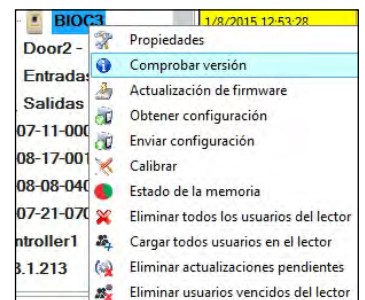 BIOC3 1/8/2015 12:53:28
Propiedades
Door2 - Comprobar versión
Entradas Actualización de firmware
Salidas Obtener configuración
07-11-000 Enviar configuración
08-17-001 Calibrar
08-08-040 Estado de la memoria
07-21-070 Eliminar todos los usuarios del lector
ntroller1 Cargar todos usuarios en el lector
3.1.213 Eliminar actualizaciones pendientes
Eliminar usuarios vencidos del lector